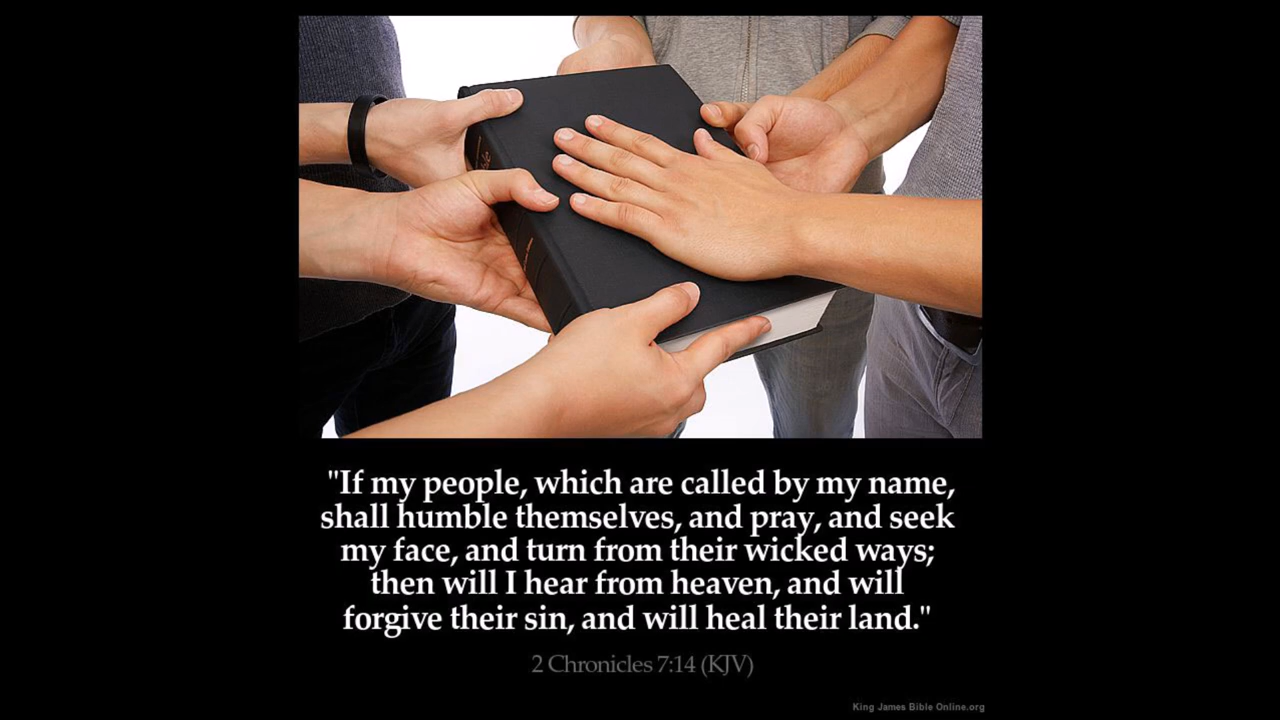 "If my people, which are called by my name,
shall humble themselves, and pray, and seek
my face, and turn from their wicked ways;
then will I hear from heaven, and will
forgive their sin, and will heal their land."
2 Chronicles 7:14 (KJV)
King James Bible Online.org